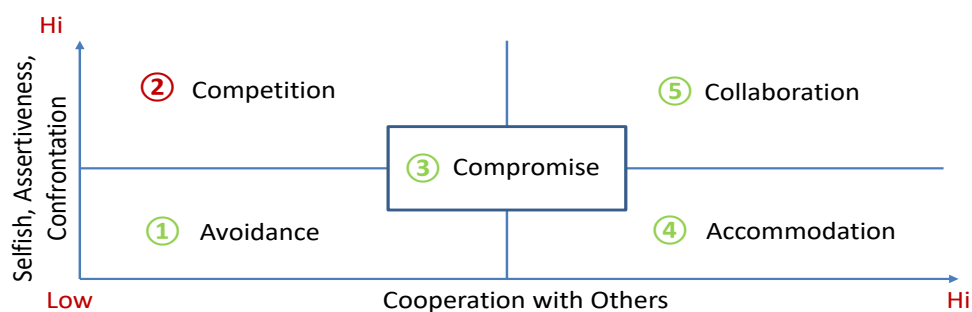 Hi
Selfish, Assertiveness,
Confrontation
② Competition
⑤ Collaboration
③ Compromise
① Avoidance
④ Accommodation
Low
Cooperation with Others
Hi